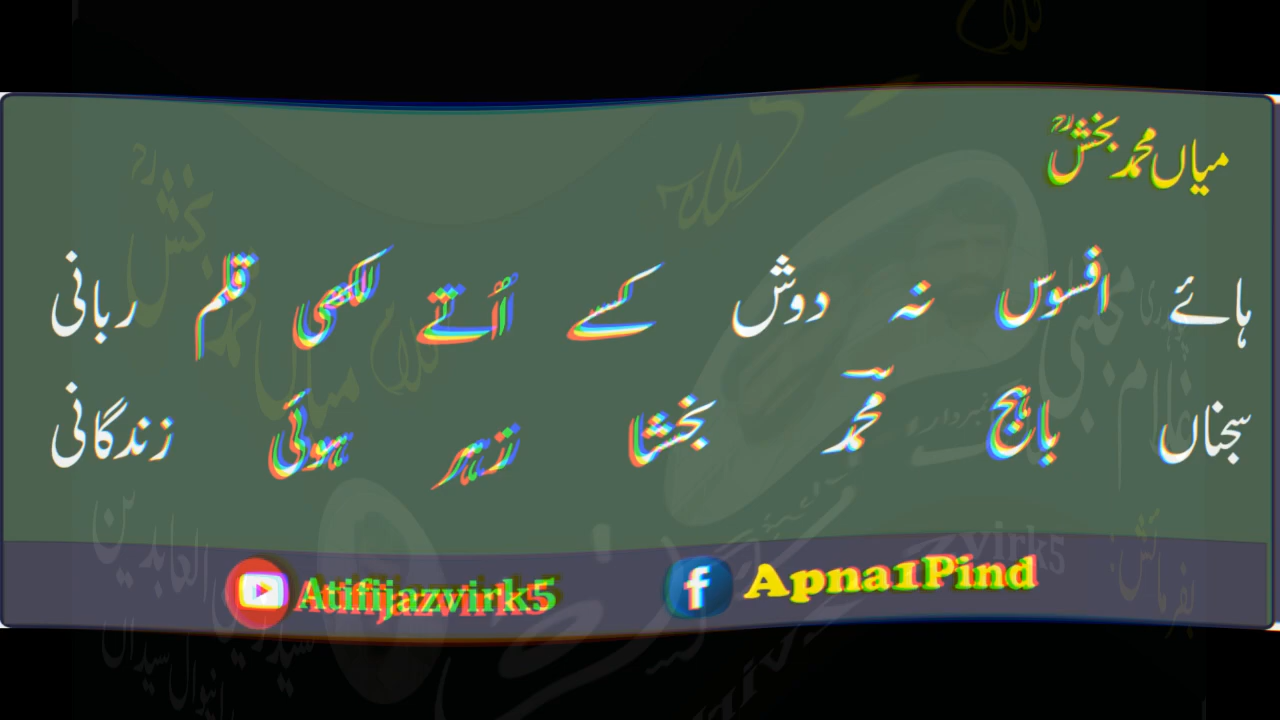 میاں محمد بخشؒ
ہائے افسوس نہ دوش کسے اُتے لکھی قلم ربانی
سجناں باہج محمد بخشا زہر ہوئی زندگانی
Atifijazvirk5
Apna1Pind